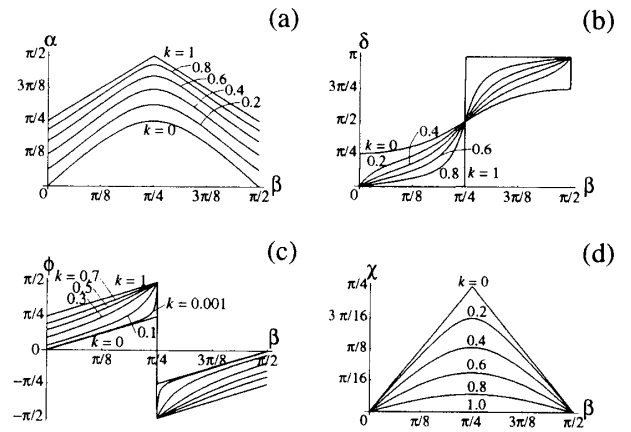 (a)
α
π/2
3π/8
π/4
π/8
0
k = 1
0.8
0.6
0.4
0.2
k=0
π/8
π/4
3π/8
π/2
β
(b)
δ
π
3π/4
π/2
π/4
0
k=0
0.2
0.4
0.6
0.8
k=1
π/8
π/4
3π/8
π/2
β
(c)
ϕ
π/2
π/4
0
−π/4
−π/2
k=0.7
0.5
0.3
k=1
k=0.001
0.1
k=0
π/8
π/4
3π/8
π/2
β
(d)
χ
π/4
3 π/16
π/8
π/16
0
k=0
0.2
0.4
0.6
0.8
1.0
π/8
π/4
3π/8
π/2
β